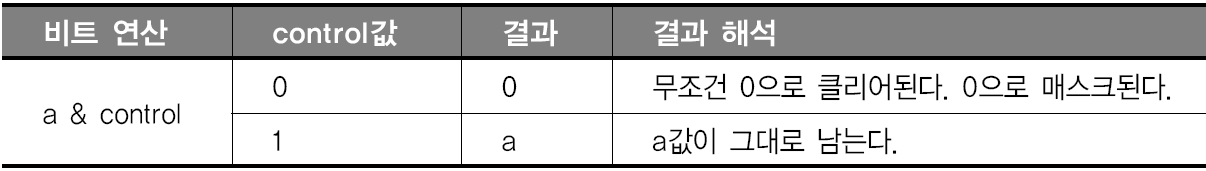 비트 연산 control값 결과 결과 해석
a & control 0 0 무조건 0으로 클리어된다. 0으로 매스크된다.
1 a a값이 그대로 남는다.